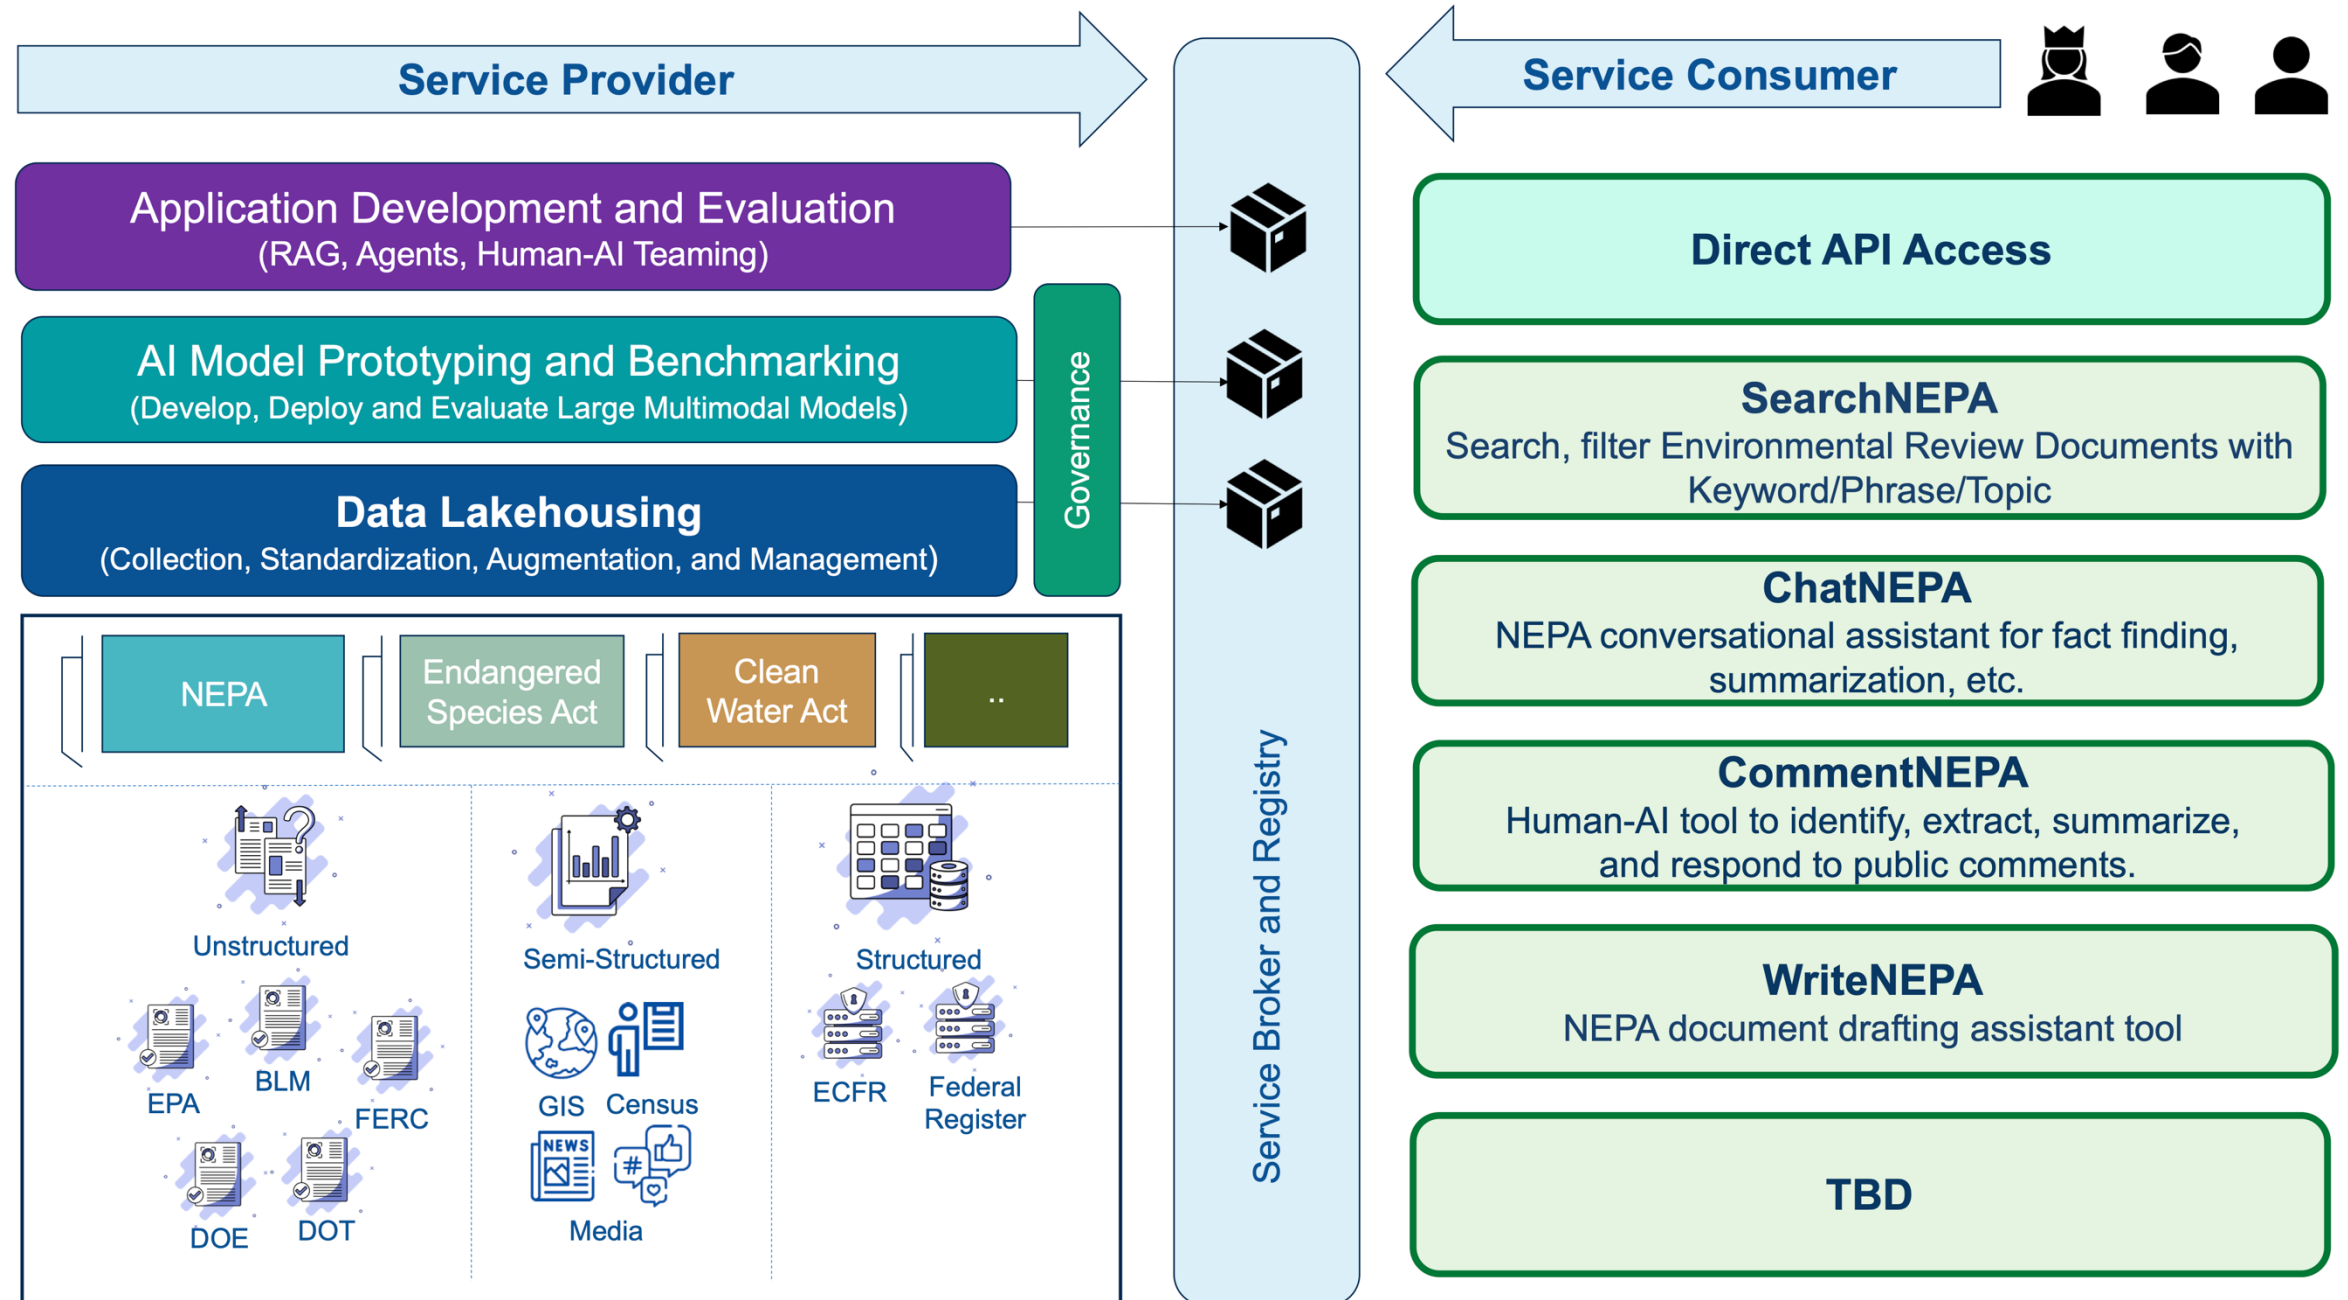 Service Provider
Application Development and Evaluation
(RAG, Agents, Human-AI Teaming)
AI Model Prototyping and Benchmarking
(Develop, Deploy and Evaluate Large Multimodal Models)
Data Lakehousing
(Collection, Standardization, Augmentation, and Management)
Governance
NEPA
Endangered
Species Act
Clean
Water Act
..
Unstructured
EPA
BLM
FERC
DOE
DOT
Semi-Structured
GIS
Census
NEWS
#
Media
Structured
ECFR
Federal
Register
Service Broker and Registry
Service Consumer
Direct API Access
SearchNEPA
Search, filter Environmental Review Documents with
Keyword/Phrase/Topic
ChatNEPA
NEPA conversational assistant for fact finding,
summarization, etc.
CommentNEPA
Human-AI tool to identify, extract, summarize,
and respond to public comments.
WriteNEPA
NEPA document drafting assistant tool
TBD